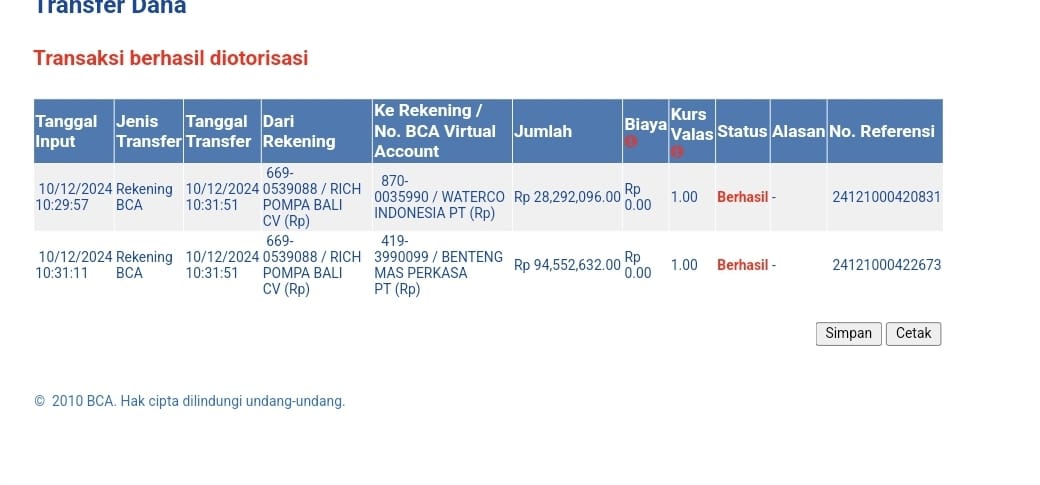 Transfer Dana
Transaksi berhasil diotorisasi
Tanggal Input Jenis Transfer Tanggal Transfer Dari Rekening Ke Rekening / No. BCA Virtual Account Jumlah Biaya Kurs Valas Status Alasan No. Referensi
10/12/2024 10:29:57 Rekening BCA 10/12/2024 10:31:51 669-0539088 / RICH POMPA BALI CV (Rp) 870-0035990 / WATERCO INDONESIA PT (Rp) Rp 28,292,096.00 Rp 0.00 1.00 Berhasil - 24121000420831
10/12/2024 10:31:11 Rekening BCA 10/12/2024 10:31:51 669-0539088 / RICH POMPA BALI CV (Rp) 419-3990099 / BENTENG MAS PERKASA PT (Rp) Rp 94,552,632.00 Rp 0.00 1.00 Berhasil - 24121000422673
Simpan Cetak
© 2010 BCA. Hak cipta dilindungi undang-undang.